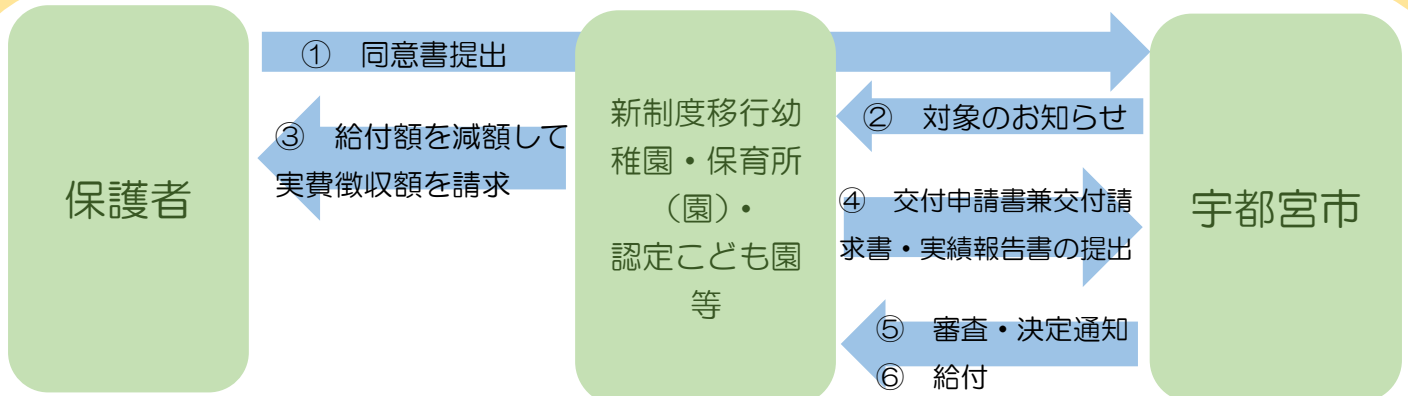 保護者
① 同意書提出
③ 給付額を減額して
実費徴収額を請求
新制度移行幼
稚園・保育所
（園）・
認定こども園
等
② 対象のお知らせ
④ 交付申請書兼交付請
求書・実績報告書の提出
⑤ 審査・決定通知
⑥ 給付
宇都宮市